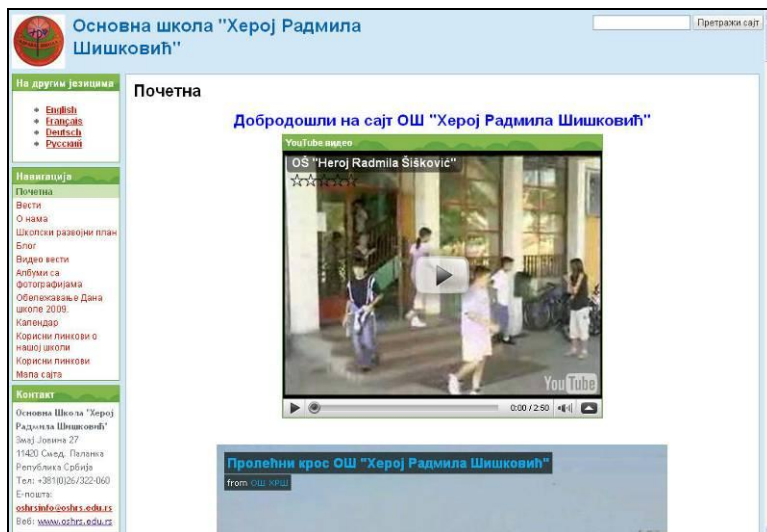 Основна школа "Херој Радмила
Шишковић"
Претражи сајт
На другим језицима
English
Français
Deutsch
Русский
Навигација
Почетна
Вести
О нама
Школски развојни план
Блог
Видео вести
Албуми са
фотографијама
Обележавање Дана
школе 2009.
Календар
Корисни линкови о
нашој школи
Корисни линкови
Мапа сајта
Контакт
Основна Школа "Херој
Радмила Шишковић"
Змај Јовина 27
11420 Смед. Паланка
Република Србија
Тел: +381(0)26/322-060
Е-пошта:
oshrsinfo@oshrs.edu.rs
Веб: www.oshrs.edu.rs
Почетна
Добродошли на сајт ОШ "Херој Радмила Шишковић"
YouTube видео
OŠ "Heroj Radmila Šišković"
YouTube
0:00 / 2:50
Пролећни крос ОШ "Херој Радмила Шишковић"
from ОШ ХРШ